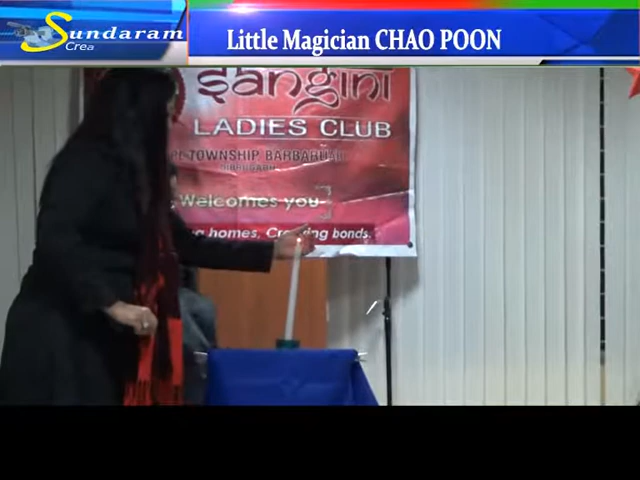 Sundaram
Crea
Little Magician CHAO POON
sangini
LADIES CLUB
TOWNSHIP, BARBARI
Welcomes you
homes, Cr ng bonds.